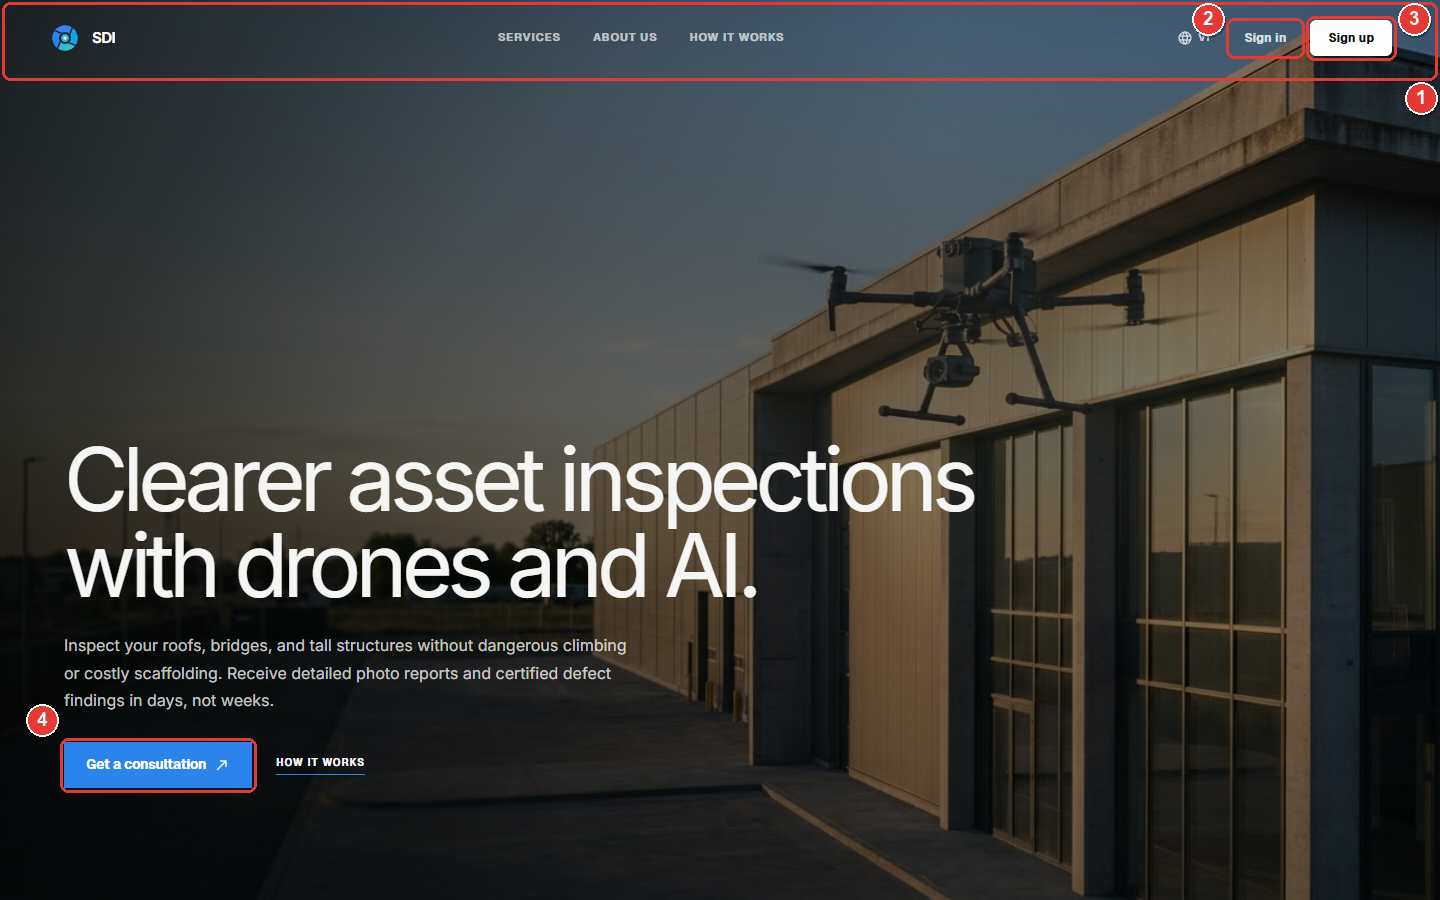 SDI
SERVICES
ABOUT US
HOW IT WORKS
2
Sign in
Sign up
3
1
Clearer asset inspections
with drones and AI.
Inspect your roofs, bridges, and tall structures without dangerous climbing
or costly scaffolding. Receive detailed photo reports and certified defect
findings in days, not weeks.
4
Get a consultation
HOW IT WORKS